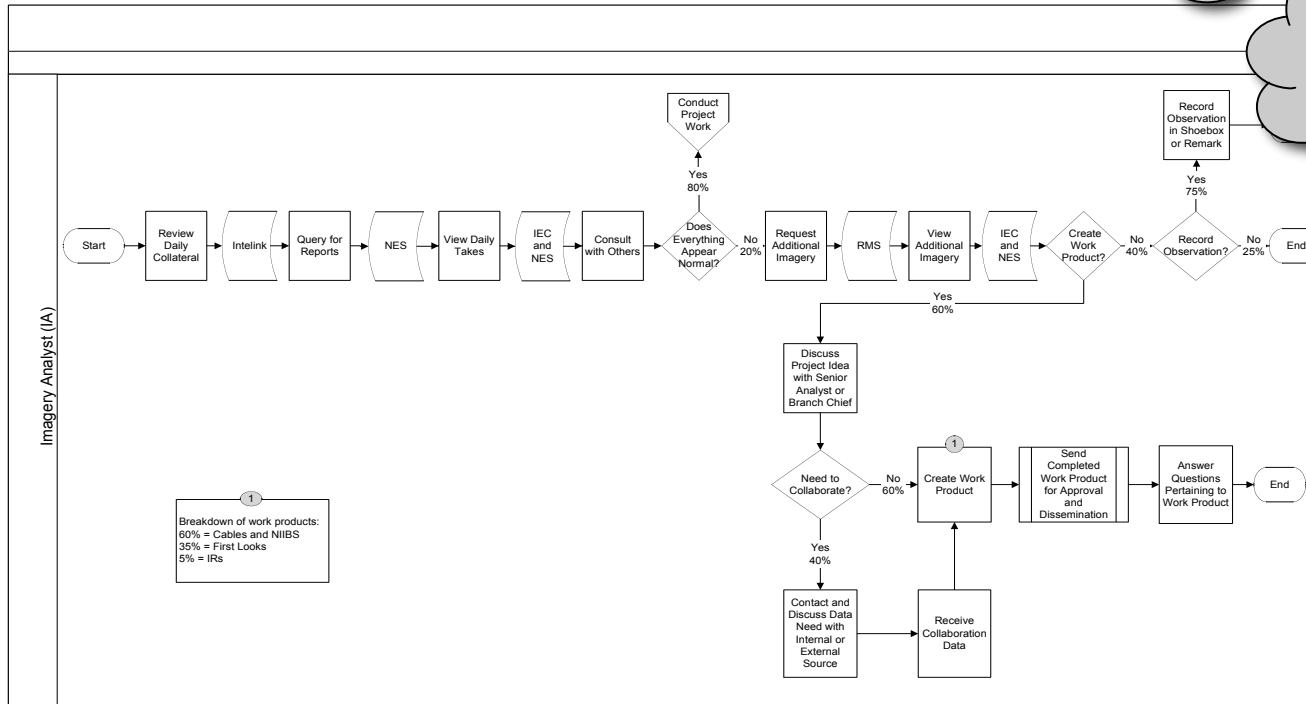 Imagery Analyst (IA)
Start
Review
Daily
Collateral
Intelink
Query for
Reports
NES
View Daily
Takes
IEC
and
NES
Consult
with Others
Does
Everything
Appear
Normal?
Yes
80%
Conduct
Project
Work
No
20%
Request
Additional
Imagery
RMS
View
Additional
Imagery
IEC
and
NES
Create
Work
Product?
No
40%
Record
Observation?
Yes
75%
Record
Observation
in Shoebox
or Remark
No
25%
End
Yes
60%
Discuss
Project Idea
with Senior
Analyst or
Branch Chief
Need to
Collaborate?
No
60%
1
Create Work
Product
Send
Completed
Work Product
for Approval
and
Dissemination
Answer
Questions
Pertaining to
Work Product
End
Yes
40%
Contact and
Discuss Data
Need with
Internal or
External
Source
Receive
Collaboration
Data
1
Breakdown of work products:
60% = Cables and NIIBS
35% = First Looks
5% = IRs